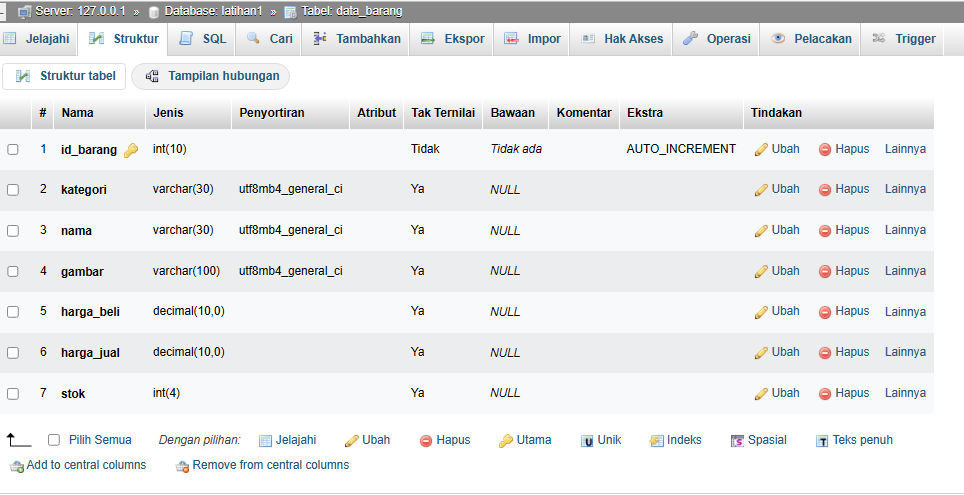 Server: 127.0.0.1 » Database: latihan1 » Tabel: data_barang
Jelajahi Struktur SQL Cari Tambahkan Ekspor Impor Hak Akses Operasi Pelacakan Trigger
Struktur tabel Tampilan hubungan
# Nama Jenis Penyortiran Atribut Tak Ternilai Bawaan Komentar Ekstra Tindakan
1 id_barang int(10) Tidak Tidak ada AUTO_INCREMENT Ubah Hapus Lainnya
2 kategori varchar(30) utf8mb4_general_ci Ya NULL Ubah Hapus Lainnya
3 nama varchar(30) utf8mb4_general_ci Ya NULL Ubah Hapus Lainnya
4 gambar varchar(100) utf8mb4_general_ci Ya NULL Ubah Hapus Lainnya
5 harga_beli decimal(10,0) Ya NULL Ubah Hapus Lainnya
6 harga_jual decimal(10,0) Ya NULL Ubah Hapus Lainnya
7 stok int(4) Ya NULL Ubah Hapus Lainnya
Pilih Semua Dengan pilihan: Jelajahi Ubah Hapus Utama Unik Indeks Spasial Teks penuh
Add to central columns Remove from central columns